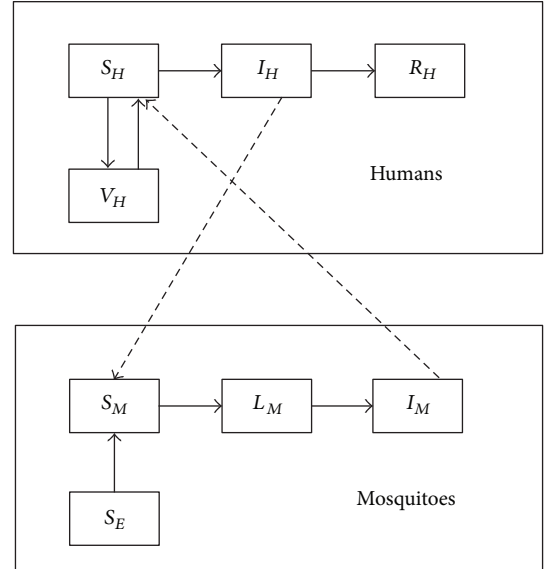 S_H
I_H
R_H
V_H
Humans
S_M
L_M
I_M
S_E
Mosquitoes